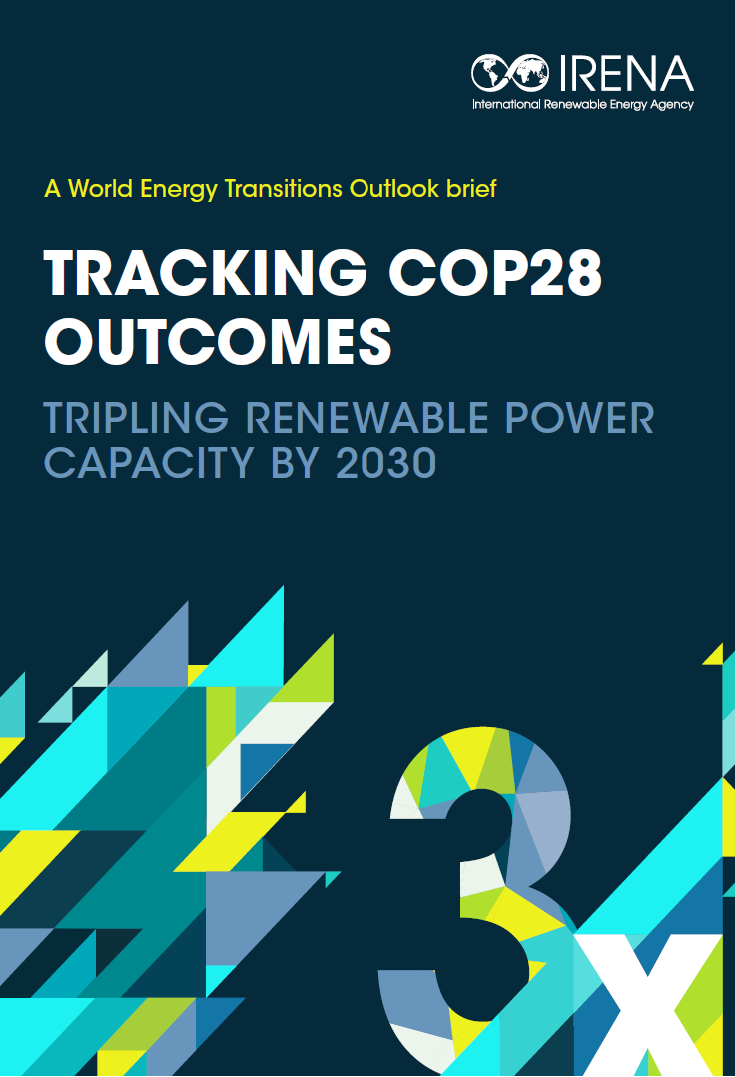 IRENA
International Renewable Energy Agency
A World Energy Transitions Outlook brief
TRACKING COP28
OUTCOMES
TRIPLING RENEWABLE POWER
CAPACITY BY 2030
3x